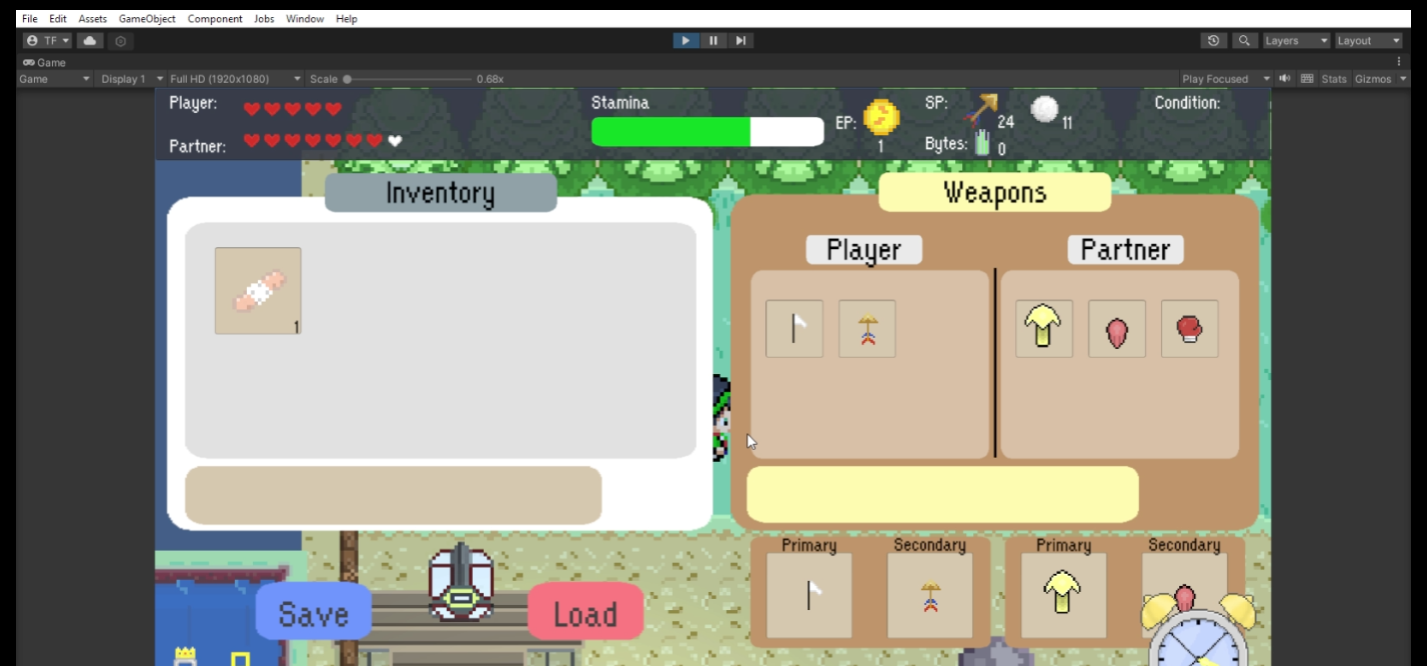 File Edit Assets GameObject Component Jobs Window Help
TF Layers Layout
Game
Game Display 1 Full HD (1920x1080) Scale 0.68x Play Focused Stats Gizmos
Player: Stamina SP: 24 11 Condition:
EP: 1
Partner: Bytes: 0
Inventory Weapons
Player Partner
1
Primary Secondary Primary Secondary
Save Load